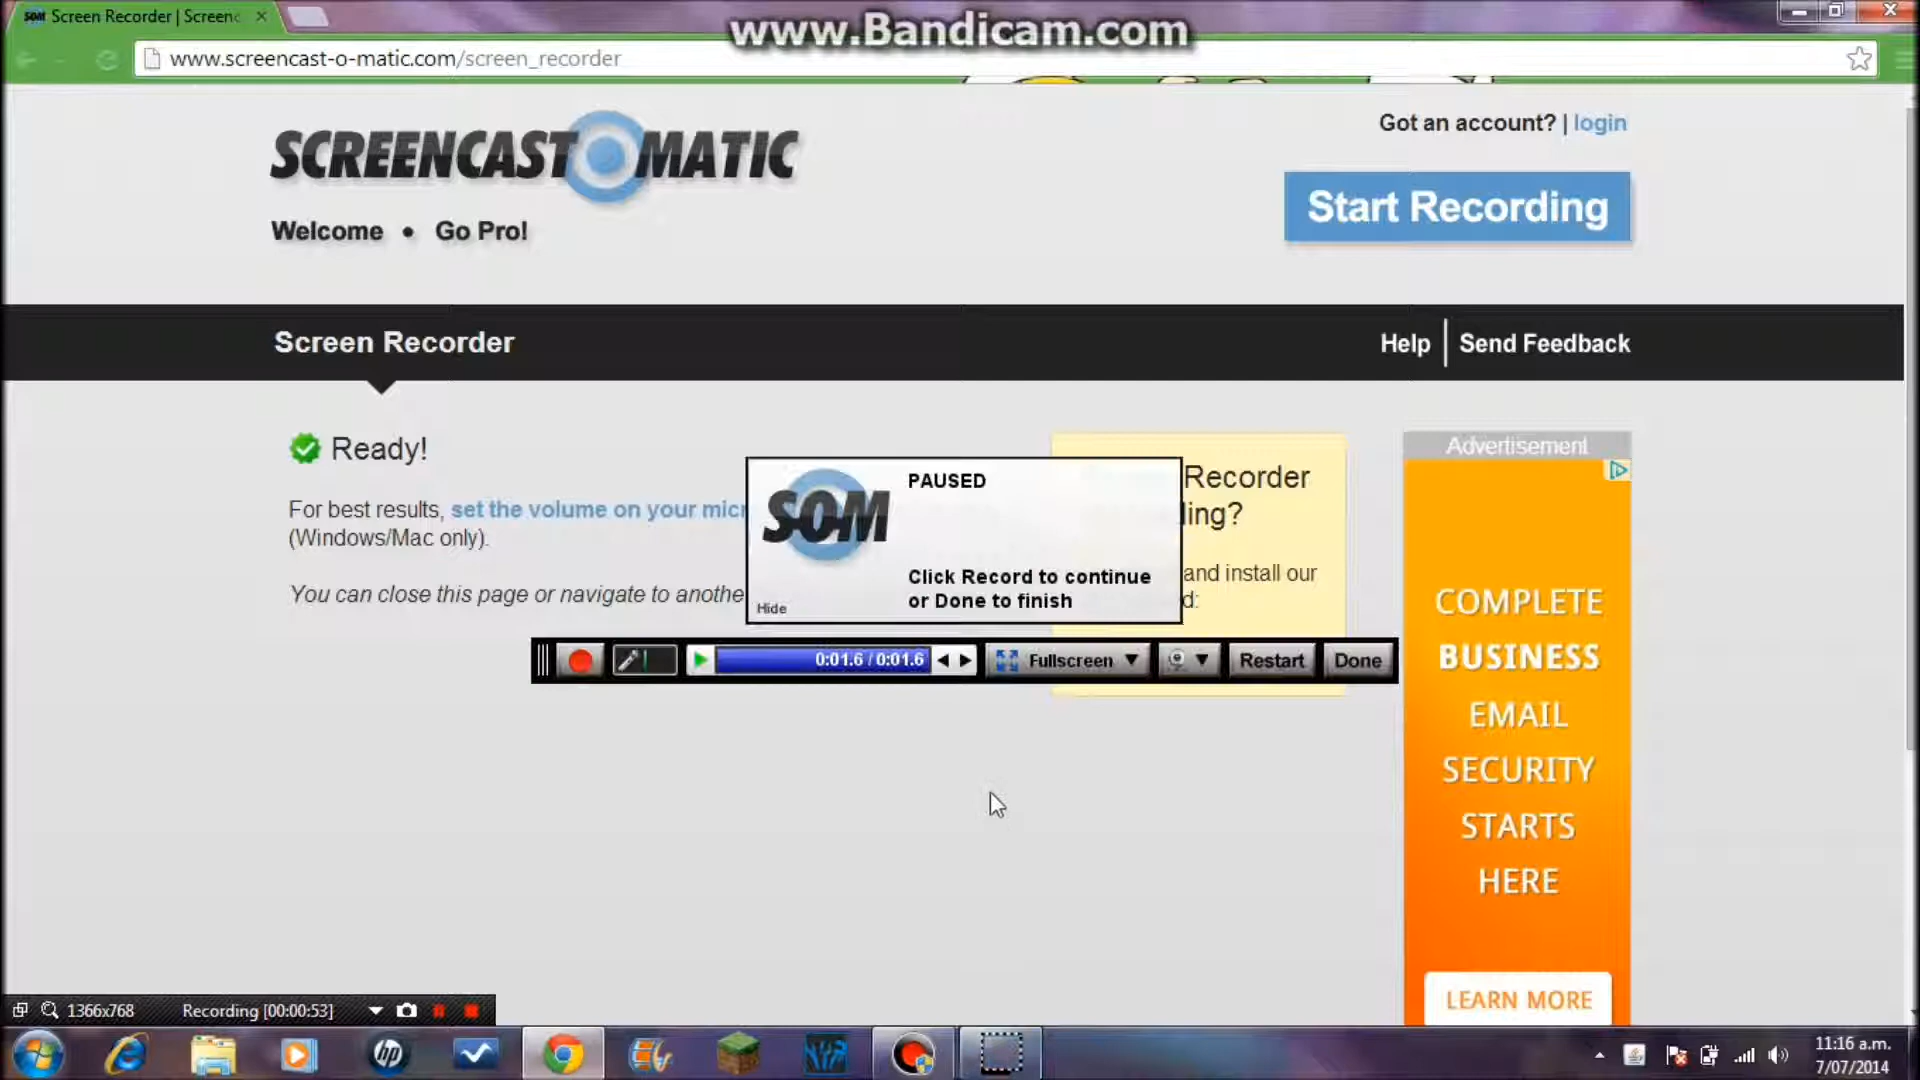 Screen Recorder | Screenc
www.Bandicam.com
www.screencast-o-matic.com/screen_recorder
SCREENCAST O MATIC
Got an account? | login
Start Recording
Welcome • Go Pro!
Screen Recorder
Help
Send Feedback
Ready!
For best results, set the volume on your micr
(Windows/Mac only).
You can close this page or navigate to anothe
Recorder
ling?
and install our
d:
SOM
PAUSED
Click Record to continue
or Done to finish
Hide
0:01.6 / 0:01.6
Fullscreen
Restart
Done
Advertisement
COMPLETE
BUSINESS
EMAIL
SECURITY
STARTS
HERE
LEARN MORE
1366x768
Recording [00:00:53]
hp
11:16 a.m.
7/07/2014